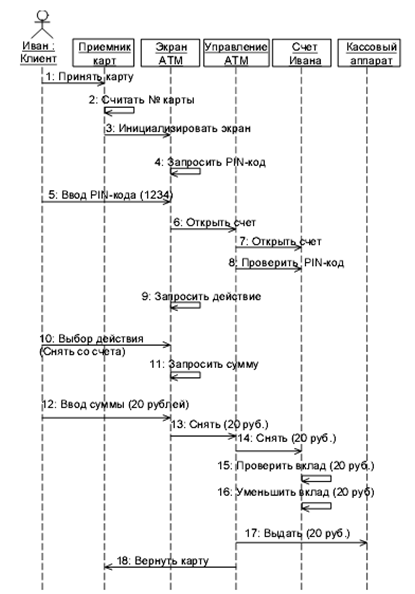 Иван :
Клиент
Приемник
карт
Экран
АТМ
Управление
АТМ
Счет
Ивана
Кассовый
аппарат
1: Принять карту
2: Считать № карты
3: Инициализировать экран
4: Запросить PIN-код
5: Ввод PIN-кода (1234)
6: Открыть счет
7: Открыть счет
8: Проверить PIN-код
9: Запросить действие
10: Выбор действия
(Снять со счета)
11: Запросить сумму
12: Ввод суммы (20 рублей)
13: Снять (20 руб.)
14: Снять (20 руб.)
15: Проверить вклад (20 руб.)
16: Уменьшить вклад (20 руб)
17: Выдать (20 руб.)
18: Вернуть карту